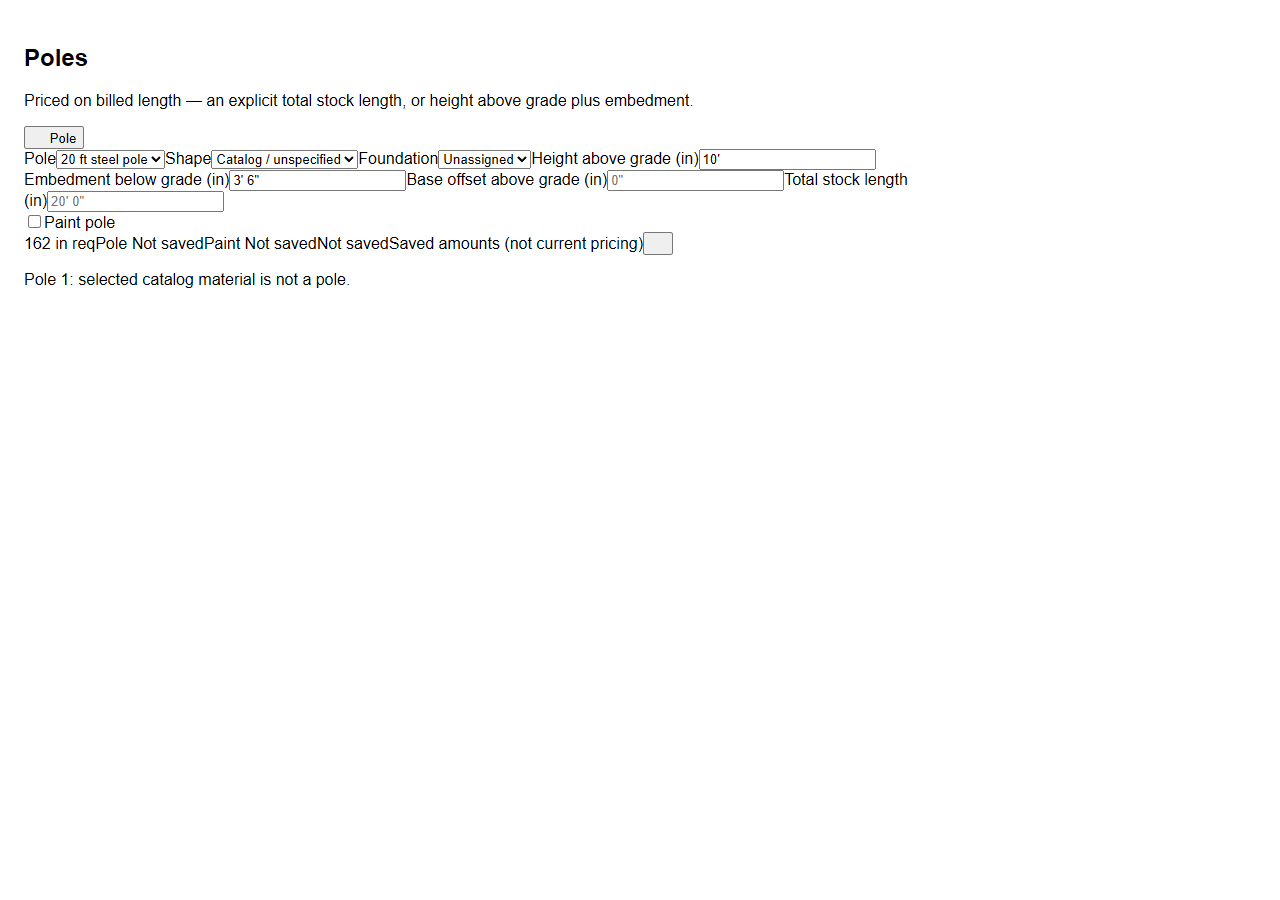 Poles
Priced on billed length — an explicit total stock length, or height above grade plus embedment.
Pole
Pole 20 ft steel pole Shape Catalog / unspecified Foundation Unassigned Height above grade (in) 10'
Embedment below grade (in) 3' 6" Base offset above grade (in) 0" Total stock length
(in) 20' 0"
Paint pole
162 in reqPole Not savedPaint Not savedNot savedSaved amounts (not current pricing)
Pole 1: selected catalog material is not a pole.